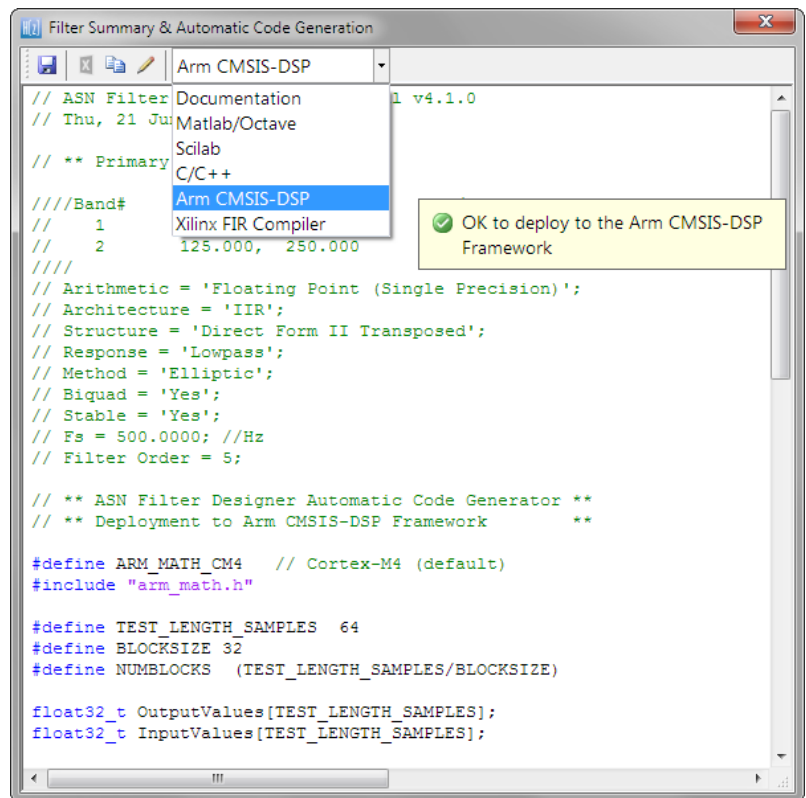 Filter Summary & Automatic Code Generation
Arm CMSIS-DSP
// ASN Filter
l v4.1.0
Documentation
// Thu, 21 Ju
Matlab/Octave
Scilab
// ** Primary
C/C++
////Band#
Arm CMSIS-DSP
// 1
Xilinx FIR Compiler
OK to deploy to the Arm CMSIS-DSP
Framework
// 2 125.000, 250.000
////
// Arithmetic = 'Floating Point (Single Precision)';
// Architecture = 'IIR';
// Structure = 'Direct Form II Transposed';
// Response = 'Lowpass';
// Method = 'Elliptic';
// Biquad = 'Yes';
// Stable = 'Yes';
// Fs = 500.0000; //Hz
// Filter Order = 5;
// ** ASN Filter Designer Automatic Code Generator **
// ** Deployment to Arm CMSIS-DSP Framework **
#define ARM_MATH_CM4 // Cortex-M4 (default)
#include "arm_math.h"
#define TEST_LENGTH_SAMPLES 64
#define BLOCKSIZE 32
#define NUMBLOCKS (TEST_LENGTH_SAMPLES/BLOCKSIZE)
float32_t OutputValues[TEST_LENGTH_SAMPLES];
float32_t InputValues[TEST_LENGTH_SAMPLES];